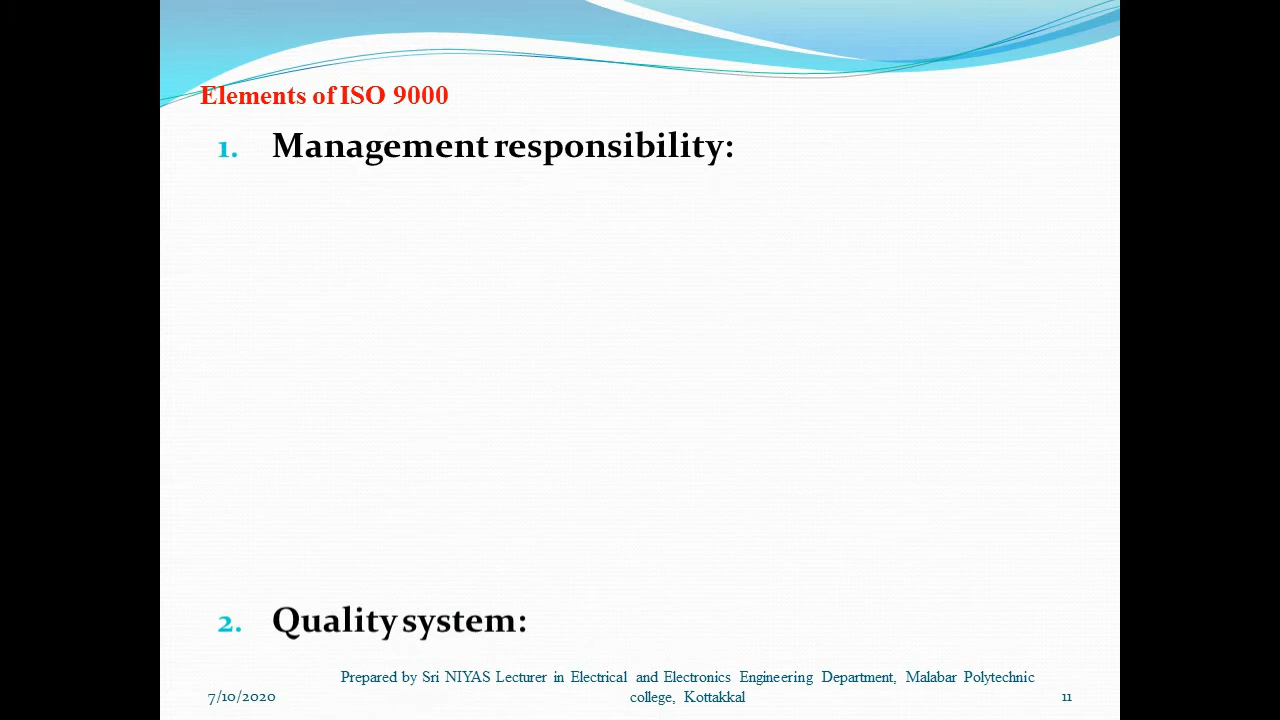 Elements of ISO 9000
1. Management responsibility:
2. Quality system:
Prepared by Sri NIYAS Lecturer in Electrical and Electronics Engineering Department, Malabar Polytechnic
7/10/2020 college, Kottakkal 11